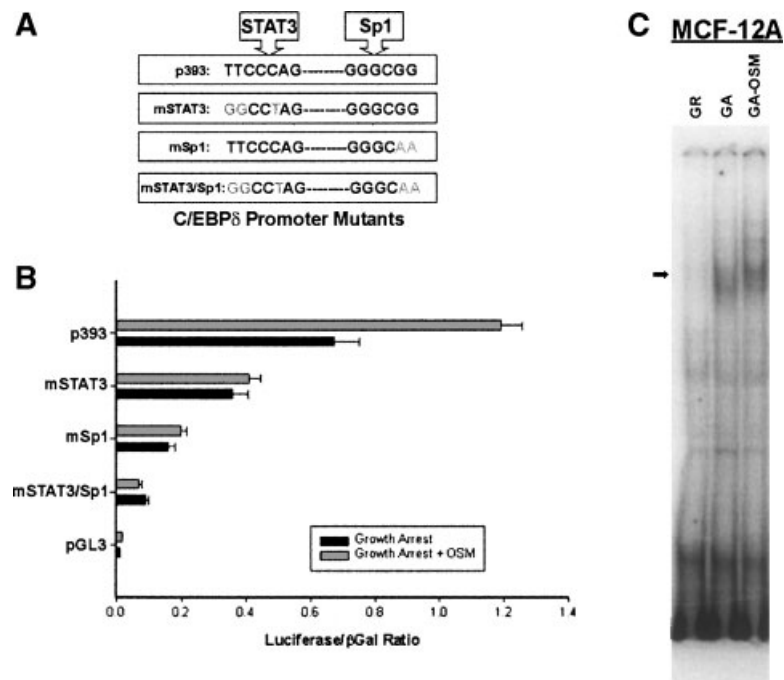 A
STAT3 Sp1
p393: TTCCCAG--------GGGCGG
mSTAT3: GGCCTAG--------GGGCGG
mSp1: TTCCCAG--------GGGCAA
mSTAT3/Sp1: GGCCTAG--------GGGCAA
C/EBPδ Promoter Mutants
B
p393
mSTAT3
mSp1
mSTAT3/Sp1
pGL3
Growth Arrest
Growth Arrest + OSM
0.0 0.2 0.4 0.6 0.8 1.0 1.2 1.4
Luciferase/βGal Ratio
C MCF-12A
GR
GA
GA-OSM